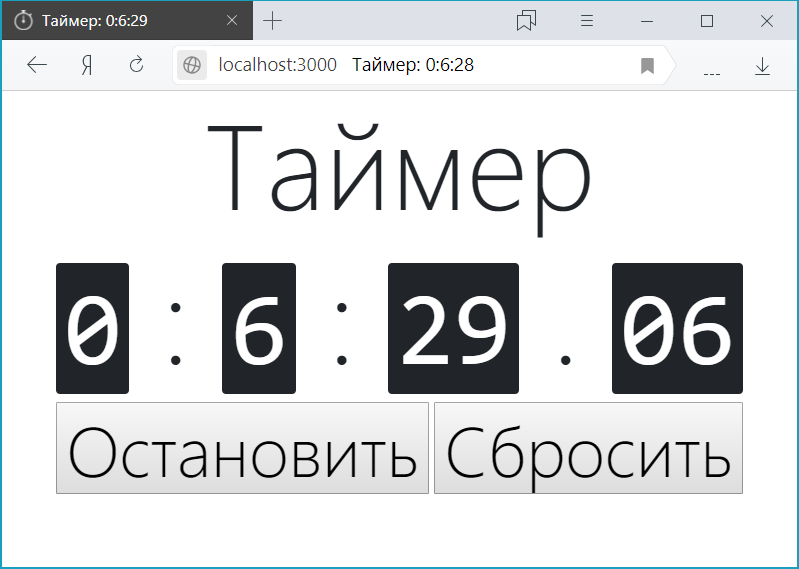 Таймер: 0:6:29
Я localhost:3000 Таймер: 0:6:28
Таймер
0 : 6 : 29 . 06
Остановить Сбросить